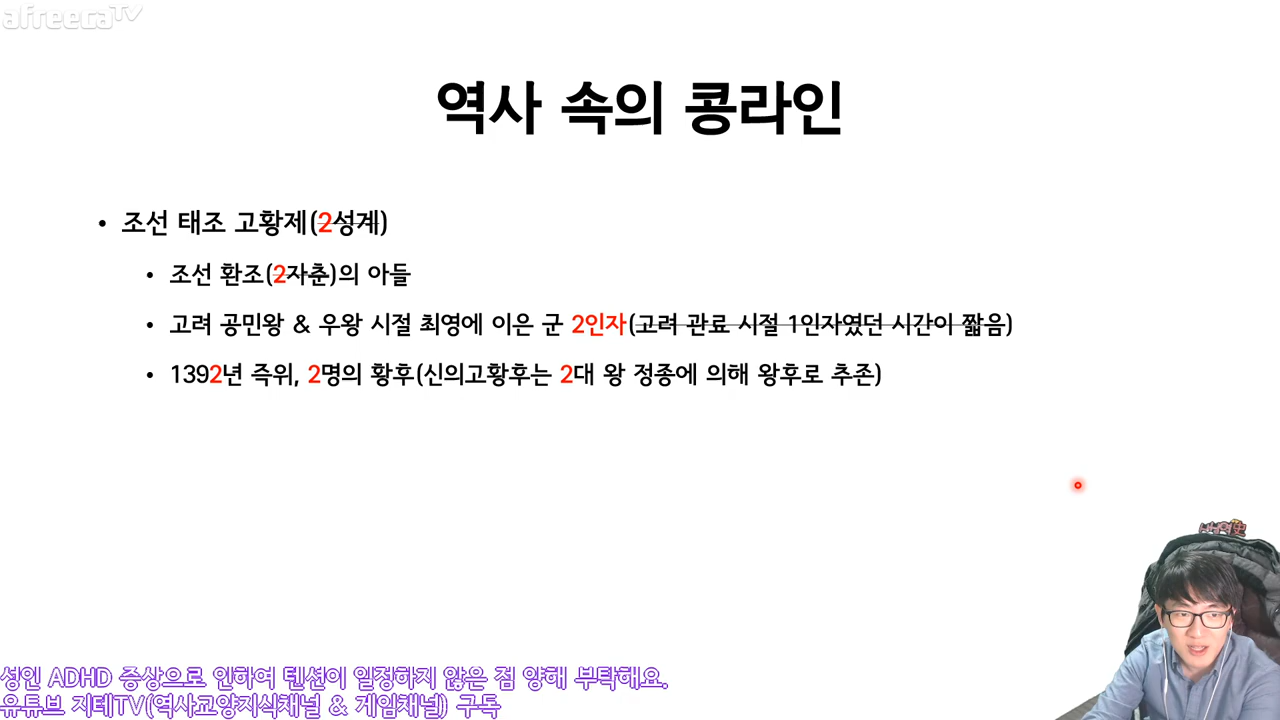 afreecaTV
역사 속의 콩라인
• 조선 태조 고황제(2성계)
• 조선 환조(2자춘)의 아들
• 고려 공민왕 & 우왕 시절 최영에 이은 군 2인자(고려 관료 시절 1인자였던 시간이 짧음)
• 1392년 즉위, 2명의 황후(신의고황후는 2대 왕 정종에 의해 왕후로 추존)
성인 ADHD 증상으로 인하여 텐션이 일정하지 않은 점 양해 부탁해요.
유튜브 지테TV(역사교양지식채널 & 게임채널) 구독